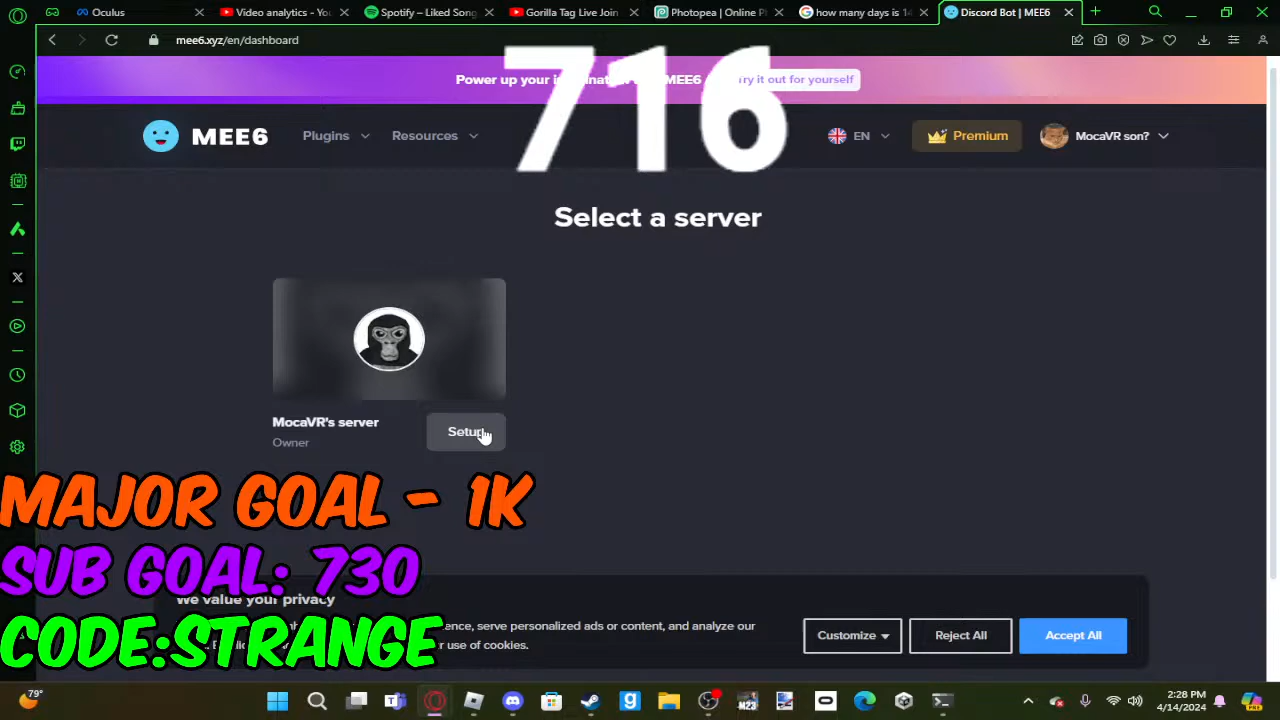 Oculus
Video analytics - You
Spotify – Liked Song
Gorilla Tag Live Join
Photopea | Online P
how many days is 14
Discord Bot | MEE6
mee6.xyz/en/dashboard
Power up your MEE6 ry it out for yourself
716
MEE6
Plugins
Resources
EN
Premium
MocaVR son?
Select a server
MocaVR's server
Owner
Setup
MAJOR GOAL - 1K
SUB GOAL: 730
CODE:STRANGE
We value your privacy
ence, serve personalized ads or content, and analyze our
r use of cookies.
Customize
Reject All
Accept All
79°
M23
2:28 PM
4/14/2024